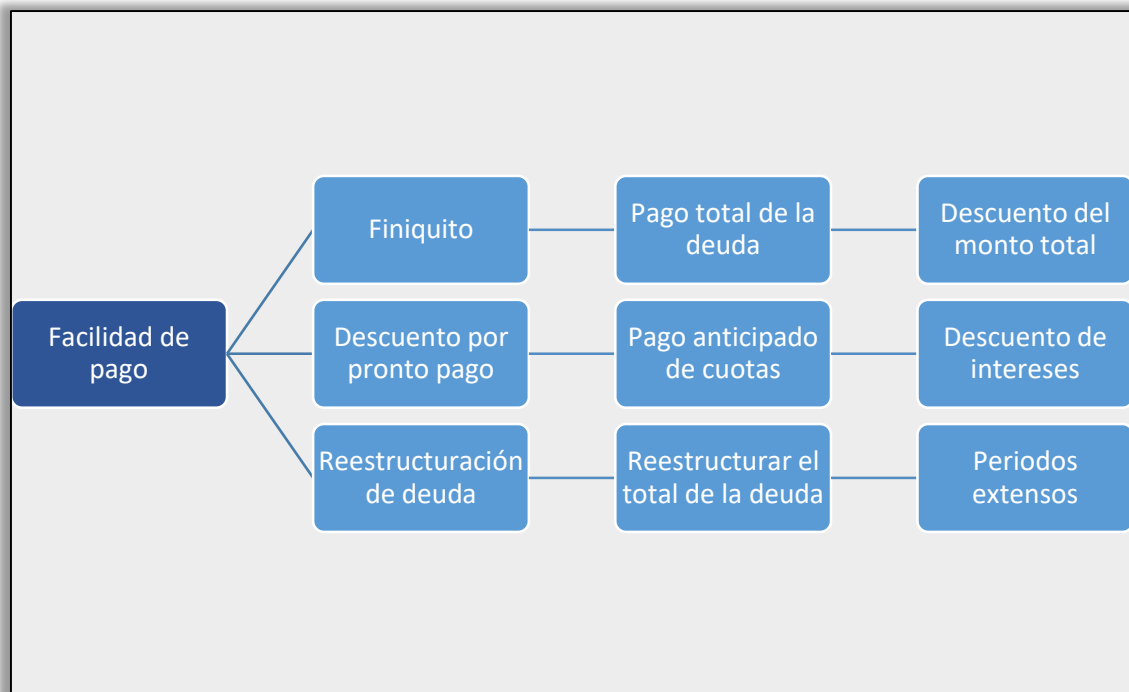 Facilidad de
pago
Finiquito
Pago total de la
deuda
Descuento del
monto total
Descuento por
pronto pago
Pago anticipado
de cuotas
Descuento de
intereses
Reestructuración
de deuda
Reestructurar el
total de la deuda
Periodos
extensos